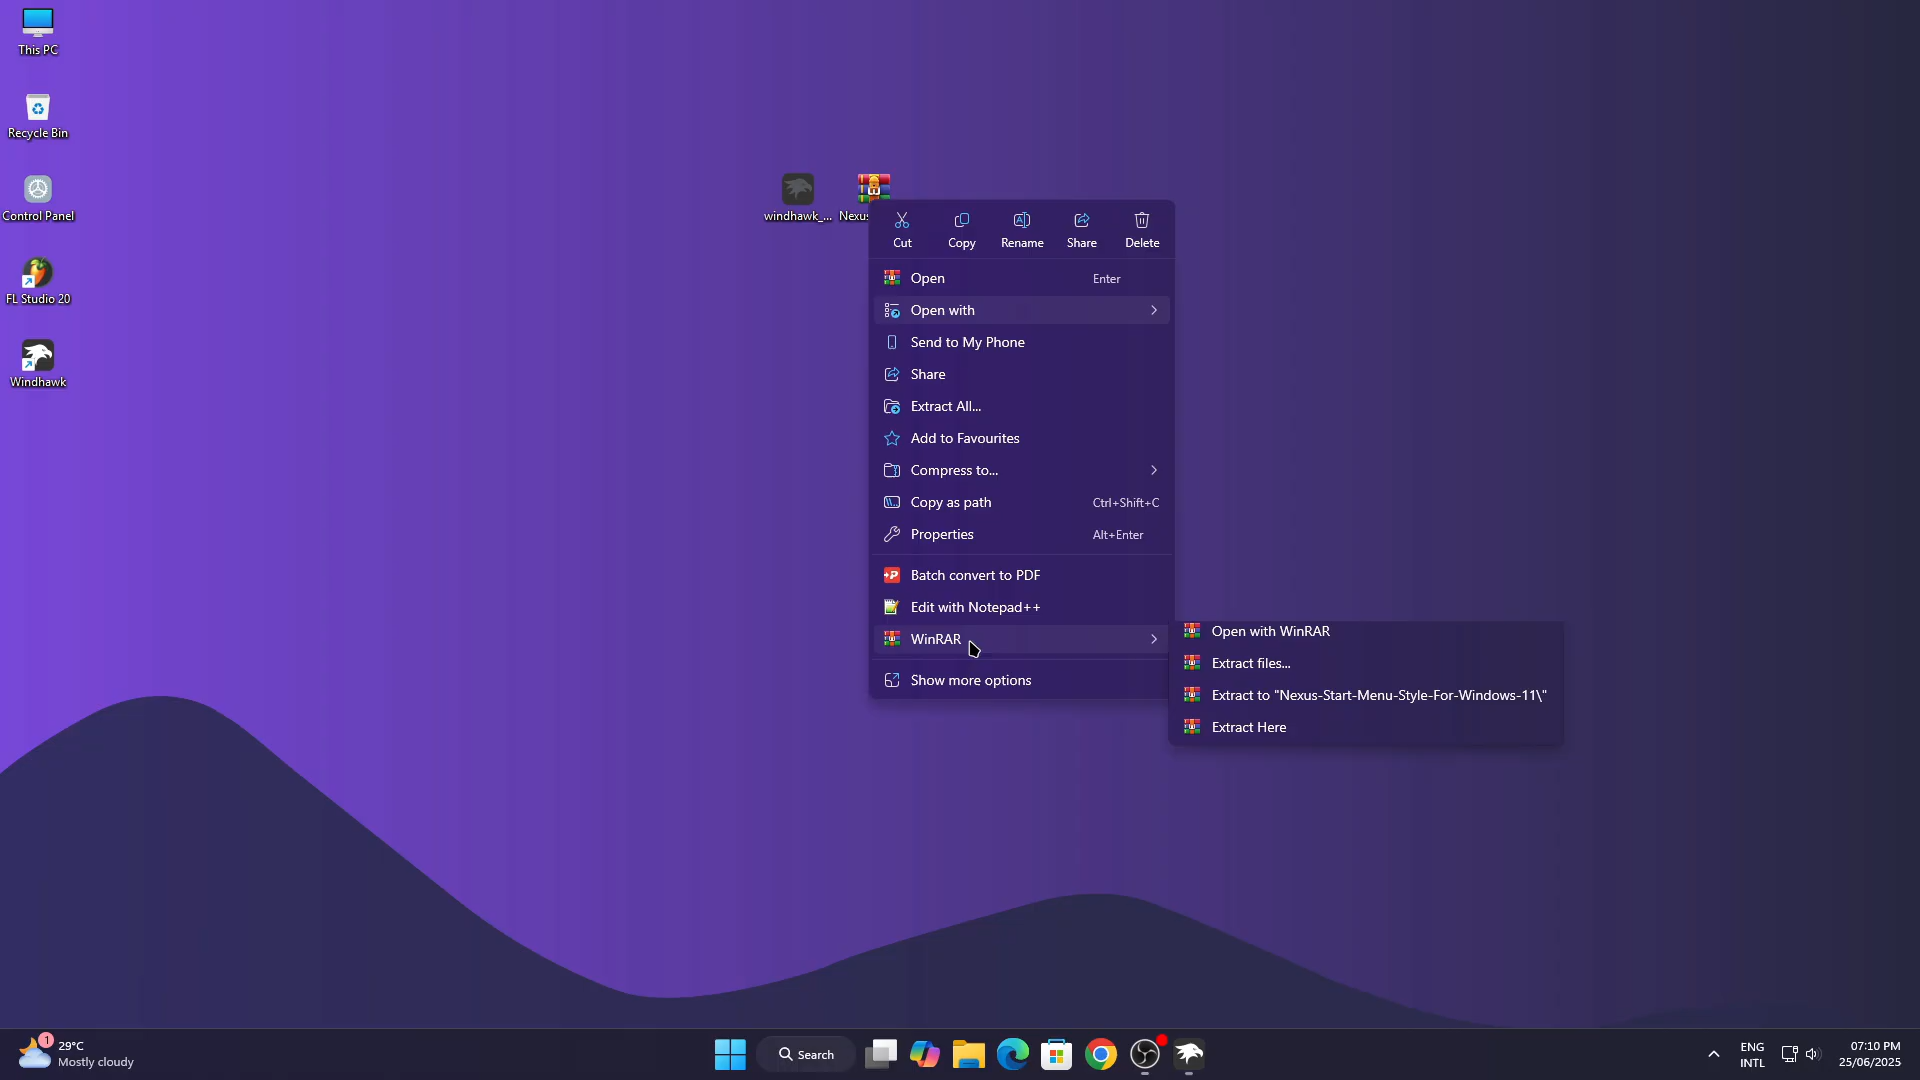 This PC
Recycle Bin
Control Panel
FL Studio 20
Windhawk
windhawk_...
Nexus
Cut
Copy
Rename
Share
Delete
Open Enter
Open with
Send to My Phone
Share
Extract All...
Add to Favourites
Compress to...
Copy as path Ctrl+Shift+C
Properties Alt+Enter
Batch convert to PDF
Edit with Notepad++
WinRAR
Show more options
Open with WinRAR
Extract files...
Extract to "Nexus-Start-Menu-Style-For-Windows-11\"
Extract Here
1
29°C
Mostly cloudy
Search
ENG
INTL
07:10 PM
25/06/2025